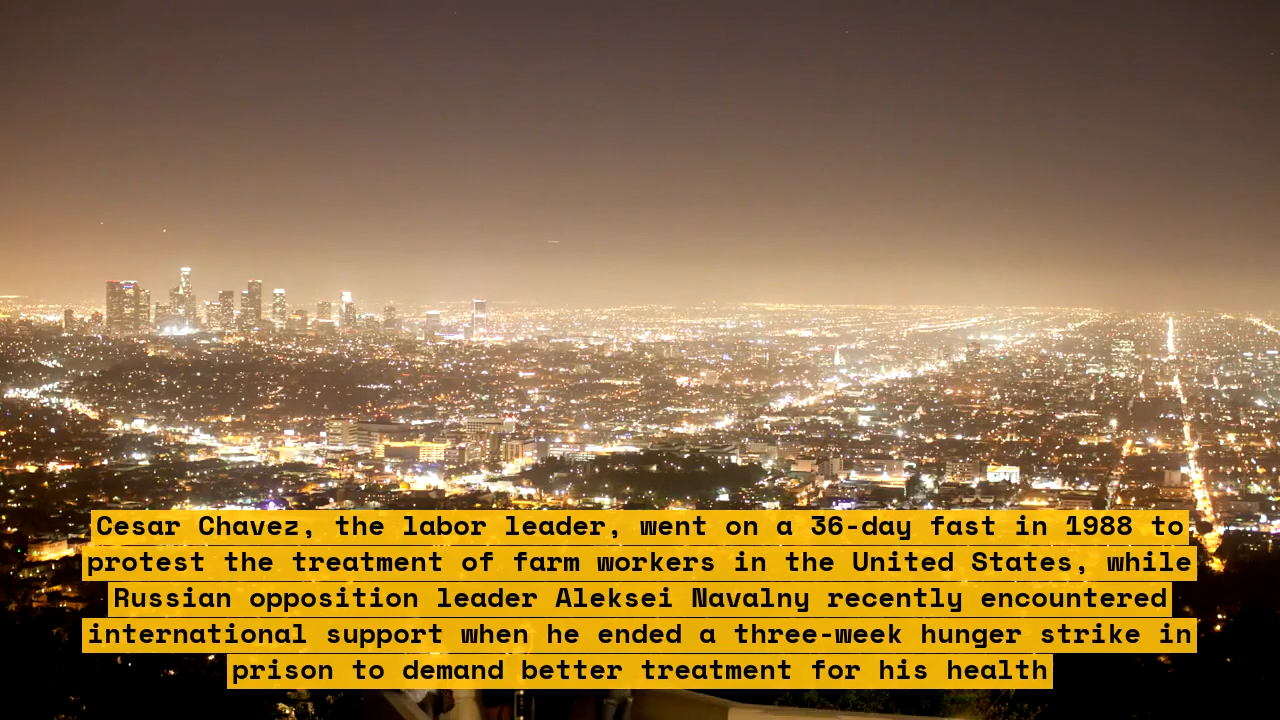 Cesar Chavez, the labor leader, went on a 36-day fast in 1988 to
protest the treatment of farm workers in the United States, while
Russian opposition leader Aleksei Navalny recently encountered
international support when he ended a three-week hunger strike in
prison to demand better treatment for his health